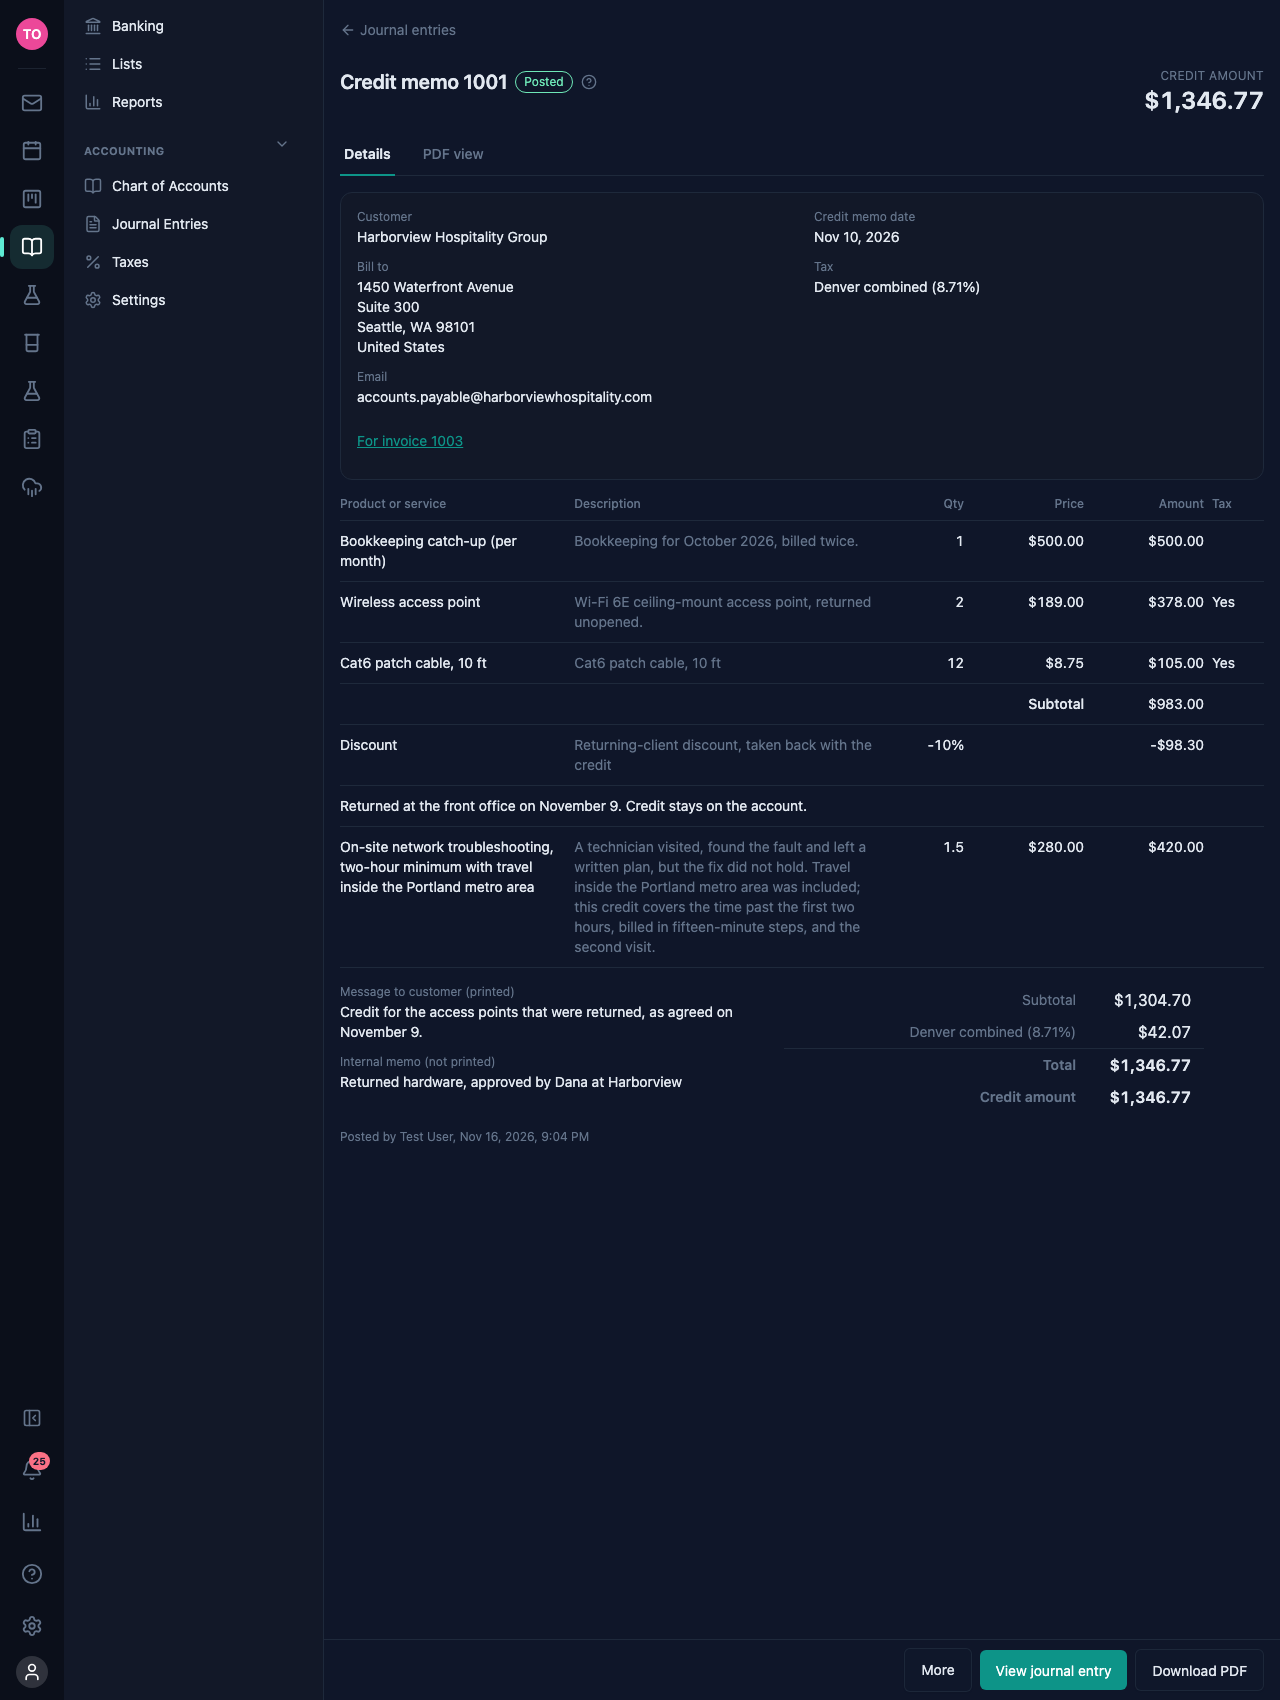 TO
Banking
Lists
Reports
ACCOUNTING
Chart of Accounts
Journal Entries
Taxes
Settings
25
Journal entries
Credit memo 1001 Posted
CREDIT AMOUNT
$1,346.77
Details PDF view
Customer
Harborview Hospitality Group
Bill to
1450 Waterfront Avenue
Suite 300
Seattle, WA 98101
United States
Email
accounts.payable@harborviewhospitality.com
For invoice 1003
Credit memo date
Nov 10, 2026
Tax
Denver combined (8.71%)
Product or service Description Qty Price Amount Tax
Bookkeeping catch-up (per Bookkeeping for October 2026, billed twice. 1 $500.00 $500.00
month)
Wireless access point Wi-Fi 6E ceiling-mount access point, returned 2 $189.00 $378.00 Yes
unopened.
Cat6 patch cable, 10 ft Cat6 patch cable, 10 ft 12 $8.75 $105.00 Yes
Subtotal $983.00
Discount Returning-client discount, taken back with the -10% -$98.30
credit
Returned at the front office on November 9. Credit stays on the account.
On-site network troubleshooting, A technician visited, found the fault and left a 1.5 $280.00 $420.00
two-hour minimum with travel written plan, but the fix did not hold. Travel
inside the Portland metro area inside the Portland metro area was included;
this credit covers the time past the first two
hours, billed in fifteen-minute steps, and the
second visit.
Message to customer (printed)
Credit for the access points that were returned, as agreed on
November 9.
Internal memo (not printed)
Returned hardware, approved by Dana at Harborview
Subtotal $1,304.70
Denver combined (8.71%) $42.07
Total $1,346.77
Credit amount $1,346.77
Posted by Test User, Nov 16, 2026, 9:04 PM
More View journal entry Download PDF